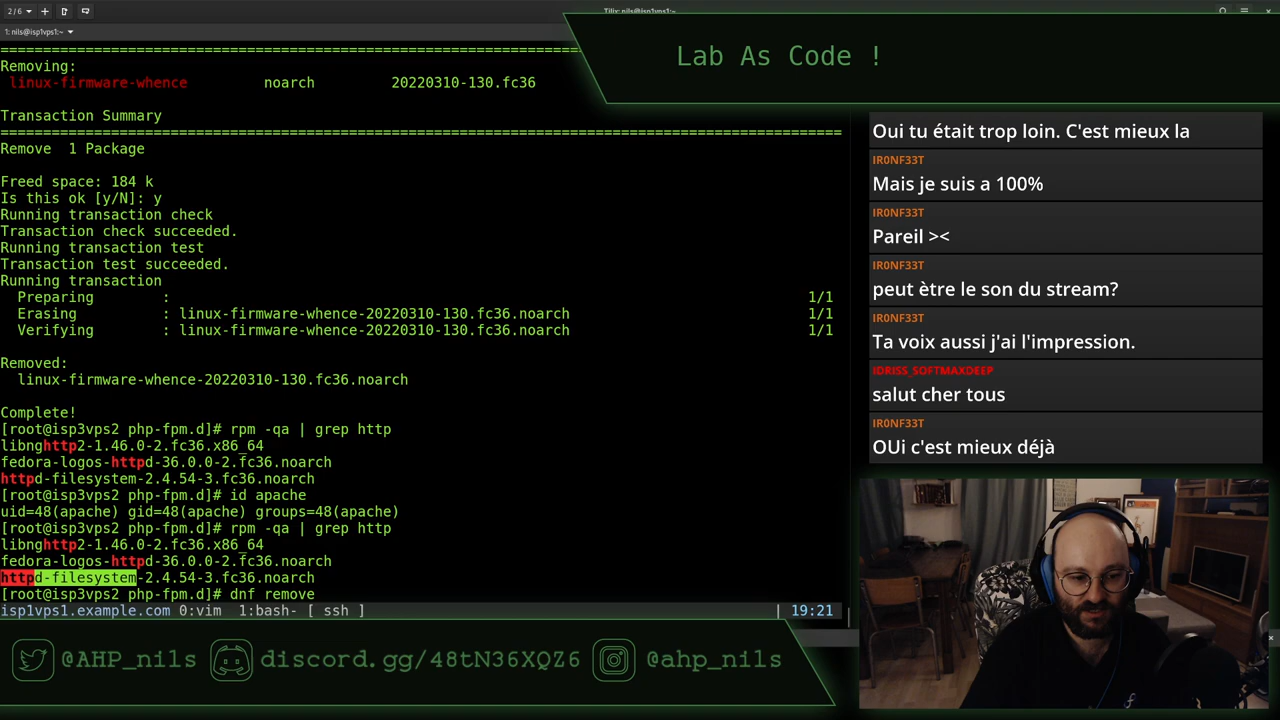 2/6
Tilix: nils@isp1vps1:~
1: nils@isp1vps1:~
Lab As Code !
Removing:
linux-firmware-whence noarch 20220310-130.fc36
Transaction Summary
Remove 1 Package
Freed space: 184 k
Is this ok [y/N]: y
Running transaction check
Transaction check succeeded.
Running transaction test
Transaction test succeeded.
Running transaction
Preparing : 1/1
Erasing : linux-firmware-whence-20220310-130.fc36.noarch 1/1
Verifying : linux-firmware-whence-20220310-130.fc36.noarch 1/1
Removed:
linux-firmware-whence-20220310-130.fc36.noarch
Complete!
[root@isp3vps2 php-fpm.d]# rpm -qa | grep http
libnghttp2-1.46.0-2.fc36.x86_64
fedora-logos-httpd-36.0.0-2.fc36.noarch
httpd-filesystem-2.4.54-3.fc36.noarch
[root@isp3vps2 php-fpm.d]# id apache
uid=48(apache) gid=48(apache) groups=48(apache)
[root@isp3vps2 php-fpm.d]# rpm -qa | grep http
libnghttp2-1.46.0-2.fc36.x86_64
fedora-logos-httpd-36.0.0-2.fc36.noarch
httpd-filesystem-2.4.54-3.fc36.noarch
[root@isp3vps2 php-fpm.d]# dnf remove
isp1vps1.example.com 0:vim 1:bash- [ ssh ] | 19:21
Oui tu était trop loin. C'est mieux la
IR0NF33T
Mais je suis a 100%
IR0NF33T
Pareil ><
IR0NF33T
peut ètre le son du stream?
IR0NF33T
Ta voix aussi j'ai l'impression.
IDRISS_SOFTMAXDEEP
salut cher tous
IR0NF33T
OUi c'est mieux déjà
@AHP_nils discord.gg/48tN36XQZ6 @ahp_nils